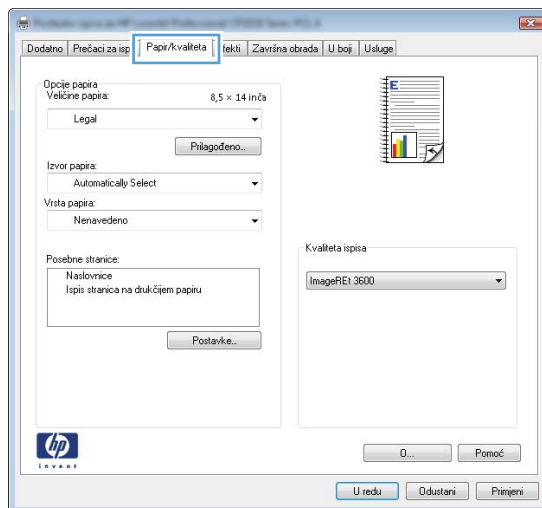 Dodatno Prečaci za isp Papir/kvaliteta fekti Završna obrada U boji Usluge
Opcije papira
Veličine papira: 8,5 × 14 inča
Legal
Prilagođeno...
Izvor papira:
Automatically Select
Vrsta papira:
Nenavedeno
Posebne stranice:
Naslovnice
Ispis stranica na drukčijem papiru
Postavke...
E
Kvaliteta ispisa
ImageREt 3600
hp
invent
O... Pomoć
U redu Odustani Primjeni